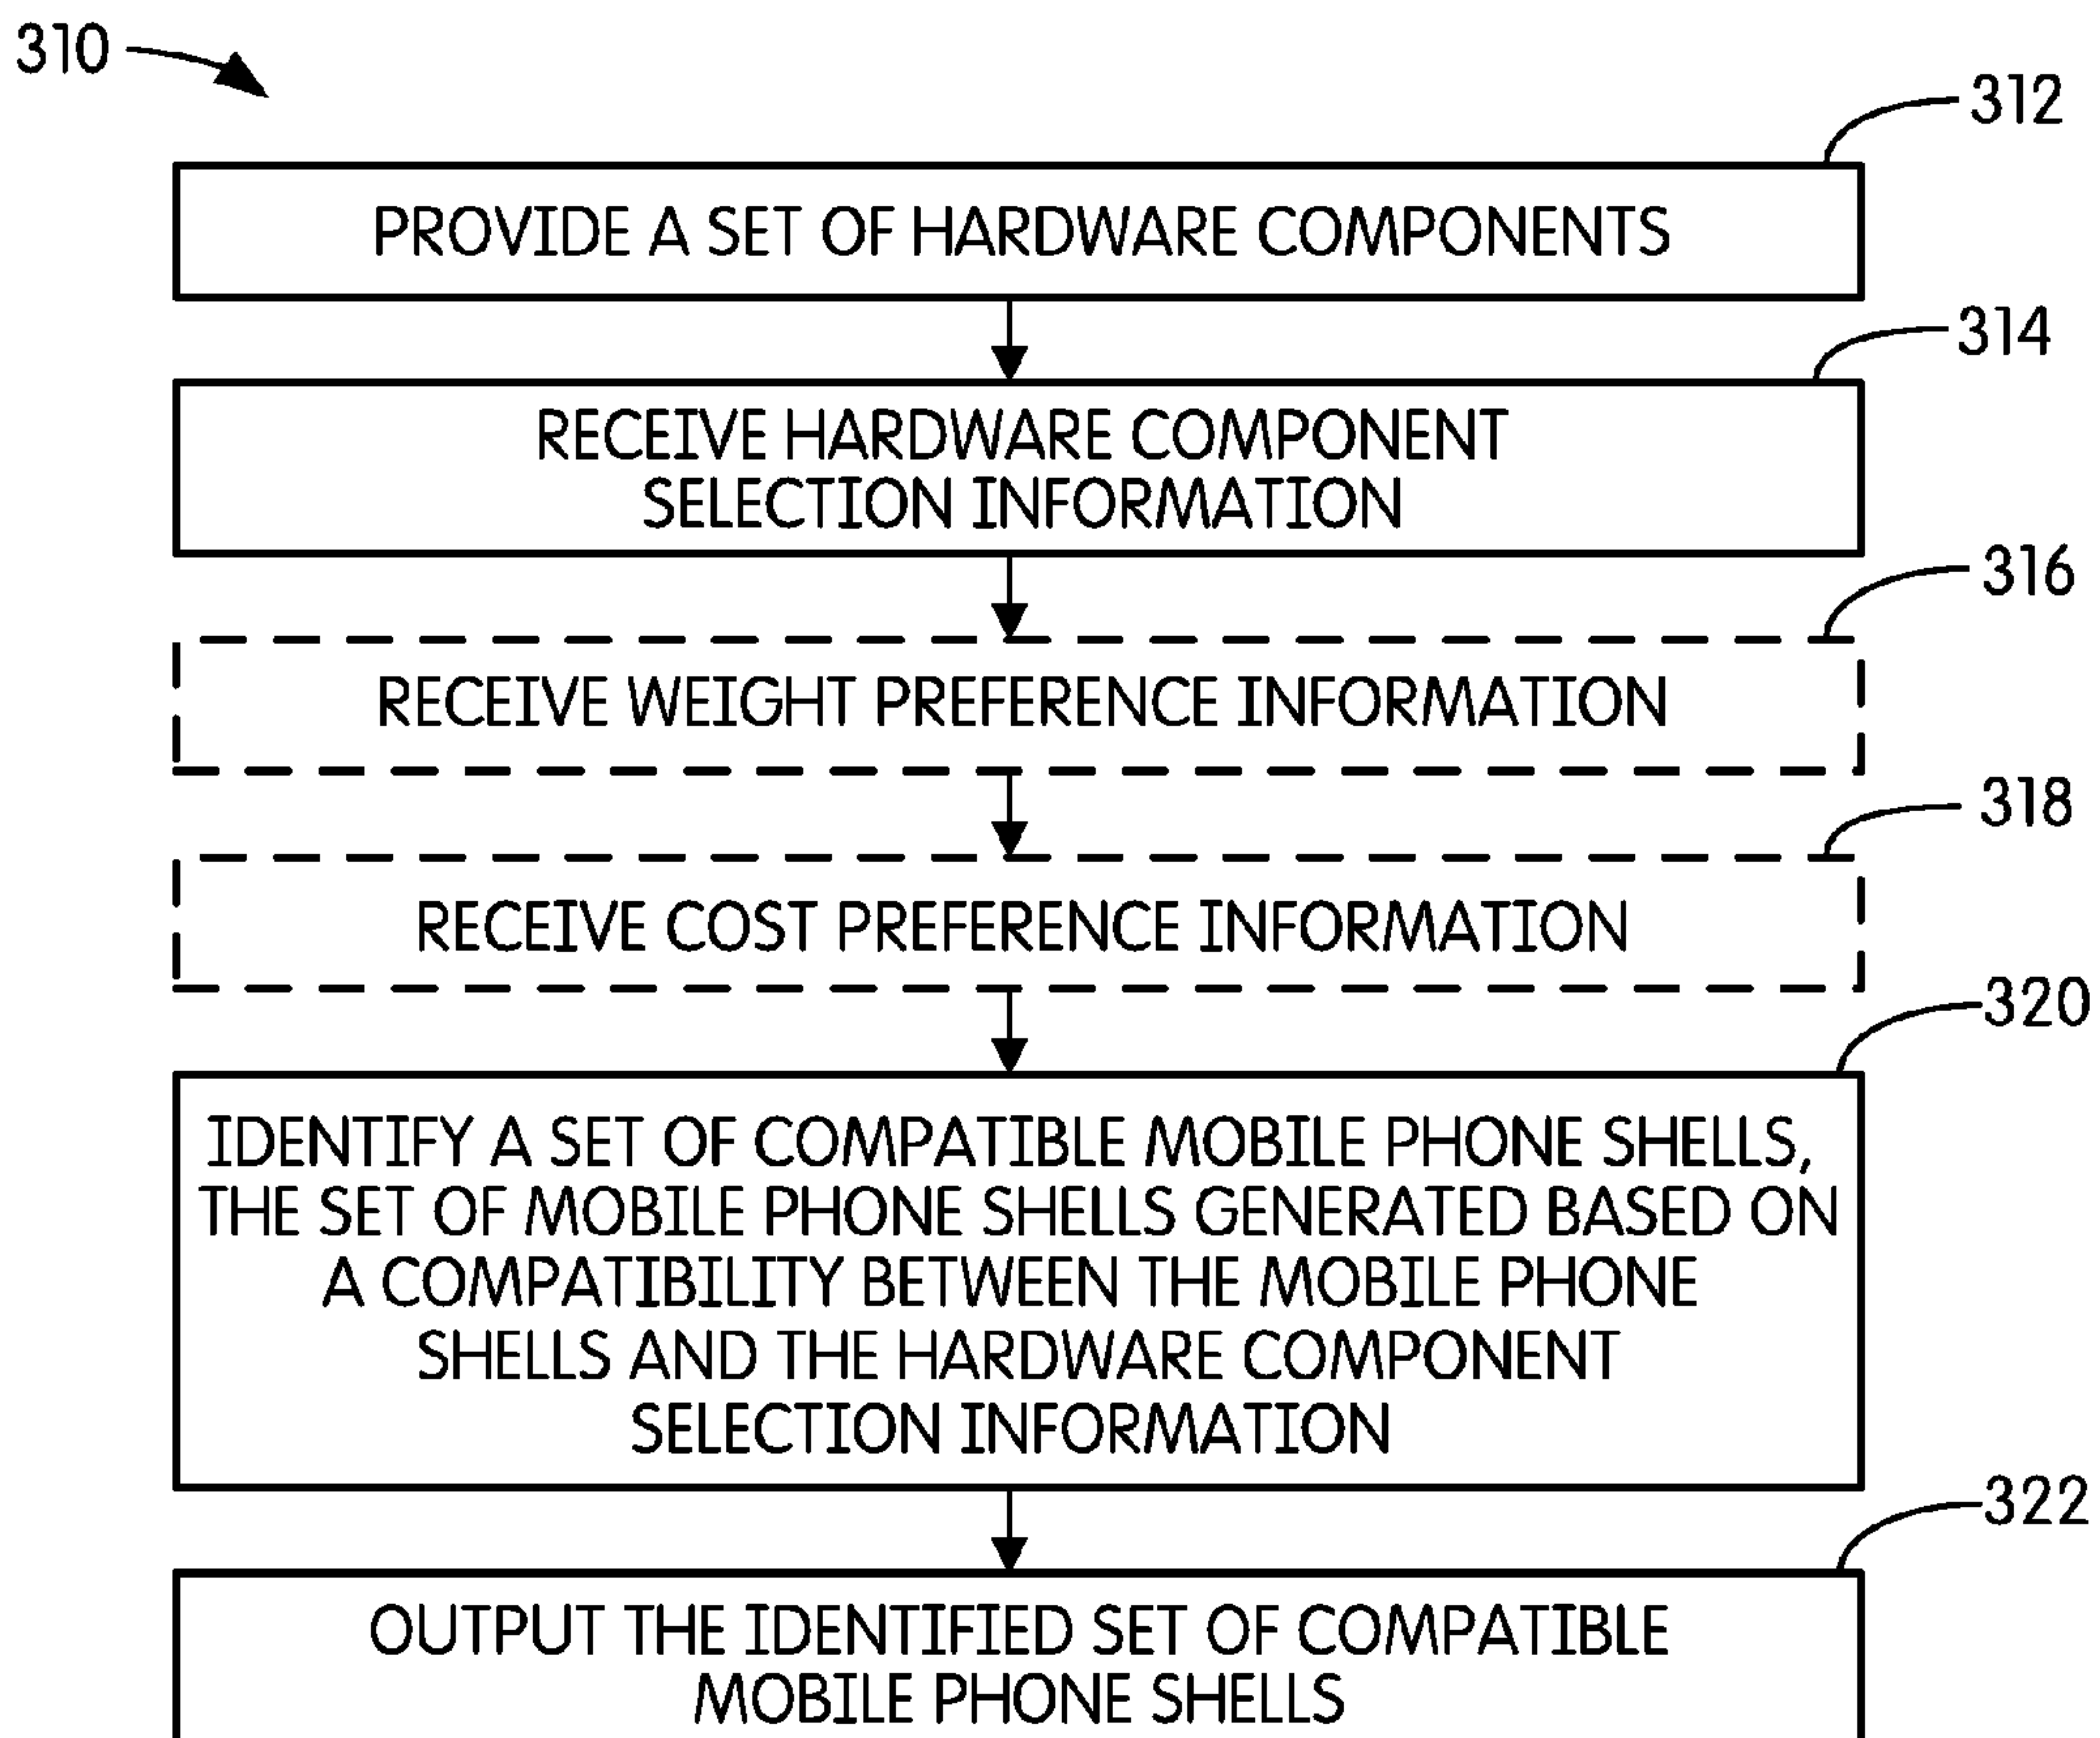 310
312
PROVIDE A SET OF HARDWARE COMPONENTS
314
RECEIVE HARDWARE COMPONENT
SELECTION INFORMATION
316
RECEIVE WEIGHT PREFERENCE INFORMATION
318
RECEIVE COST PREFERENCE INFORMATION
320
IDENTIFY A SET OF COMPATIBLE MOBILE PHONE SHELLS,
THE SET OF MOBILE PHONE SHELLS GENERATED BASED ON
A COMPATIBILITY BETWEEN THE MOBILE PHONE
SHELLS AND THE HARDWARE COMPONENT
SELECTION INFORMATION
322
OUTPUT THE IDENTIFIED SET OF COMPATIBLE
MOBILE PHONE SHELLS